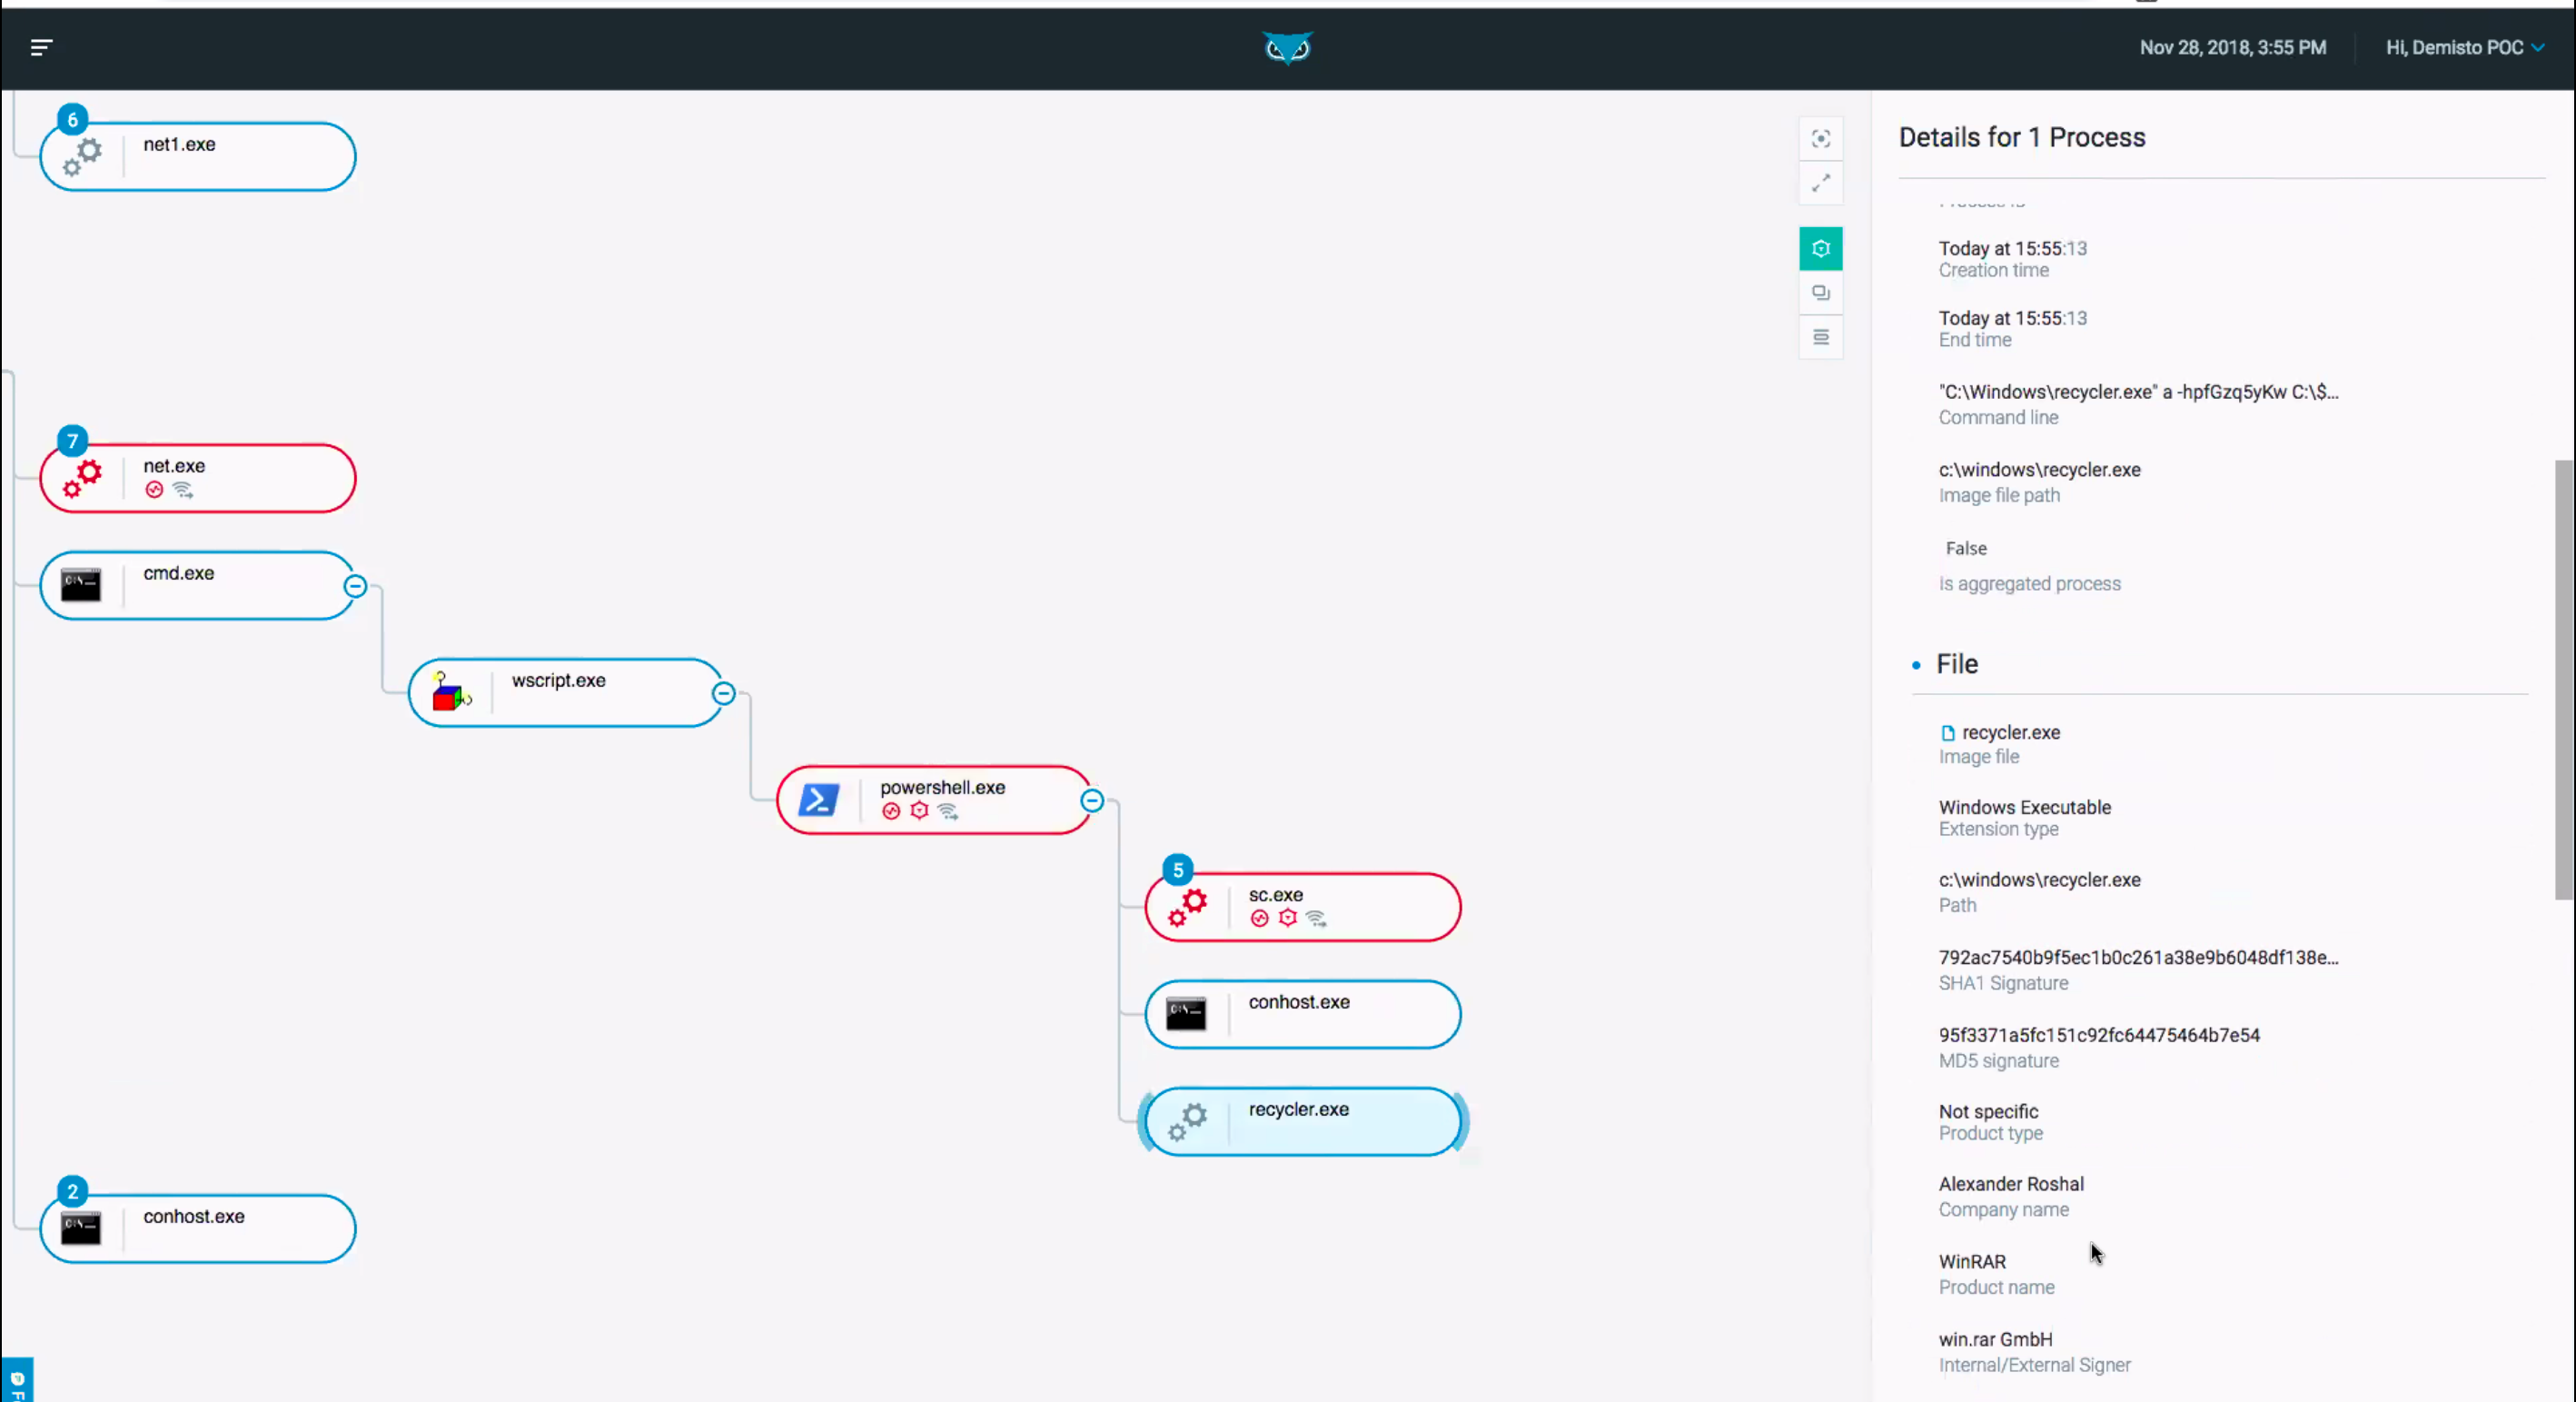 Nov 28, 2018, 3:55 PM
Hi, Demisto POC
6
net1.exe
7
net.exe
cmd.exe
wscript.exe
powershell.exe
5
sc.exe
conhost.exe
recycler.exe
2
conhost.exe
Details for 1 Process
Today at 15:55:13
Creation time
Today at 15:55:13
End time
"C:\Windows\recycler.exe" a -hpfGzq5yKw C:\$...
Command line
c:\windows\recycler.exe
Image file path
False
Is aggregated process
File
recycler.exe
Image file
Windows Executable
Extension type
c:\windows\recycler.exe
Path
792ac7540b9f5ec1b0c261a38e9b6048df138e...
SHA1 Signature
95f3371a5fc151c92fc64475464b7e54
MD5 signature
Not specific
Product type
Alexander Roshal
Company name
WinRAR
Product name
win.rar GmbH
Internal/External Signer